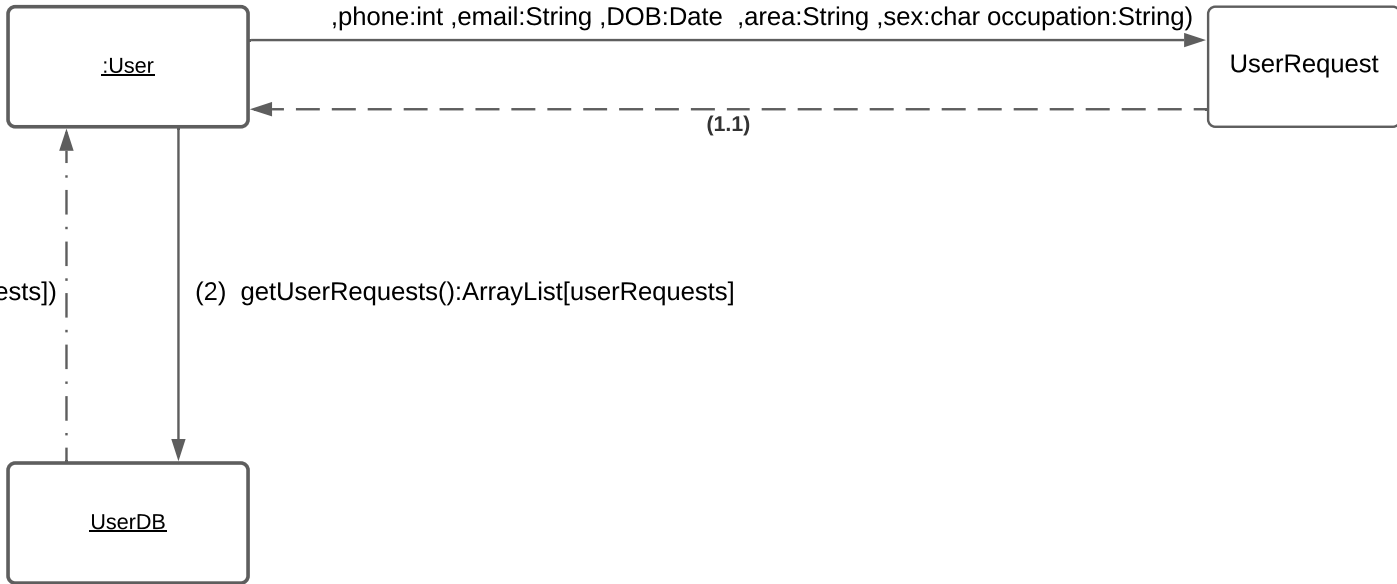 ,phone:int ,email:String ,DOB:Date  ,area:String ,sex:char occupation:String)
:User
UserRequest
(1.1)
ests])
(2)  getUserRequests():ArrayList[userRequests]
UserDB